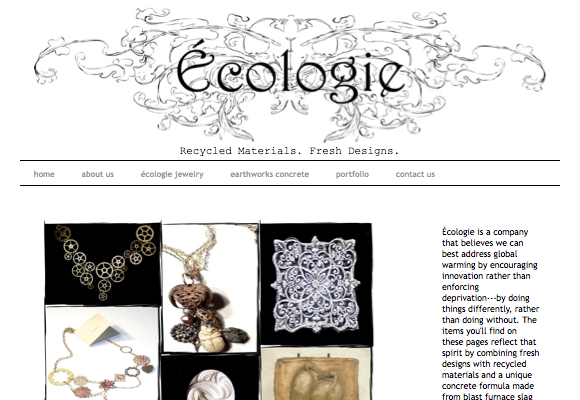 Écologie
Recycled Materials. Fresh Designs.
home about us écologie jewelry earthworks concrete portfolio contact us
Écologie is a company
that believes we can
best address global
warming by encouraging
innovation rather than
enforcing
deprivation---by doing
things differently, rather
than doing without. The
items you'll find on
these pages reflect that
spirit by combining fresh
designs with recycled
materials and a unique
concrete formula made
from blast furnace slag